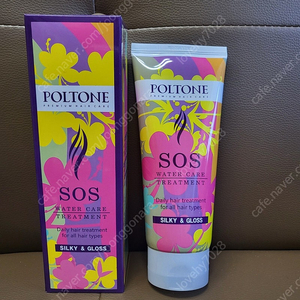 POLTONE
PREMIUM HAIR CARE
SOS
WATER CARE
TREATMENT
Daily hair treatment
for all hair types
SILKY & GLOSS
POLTONE
PREMIUM HAIR CARE
SOS
WATER CARE
TREATMENT
Daily hair treatment
for all hair types
SILKY & GLOSS